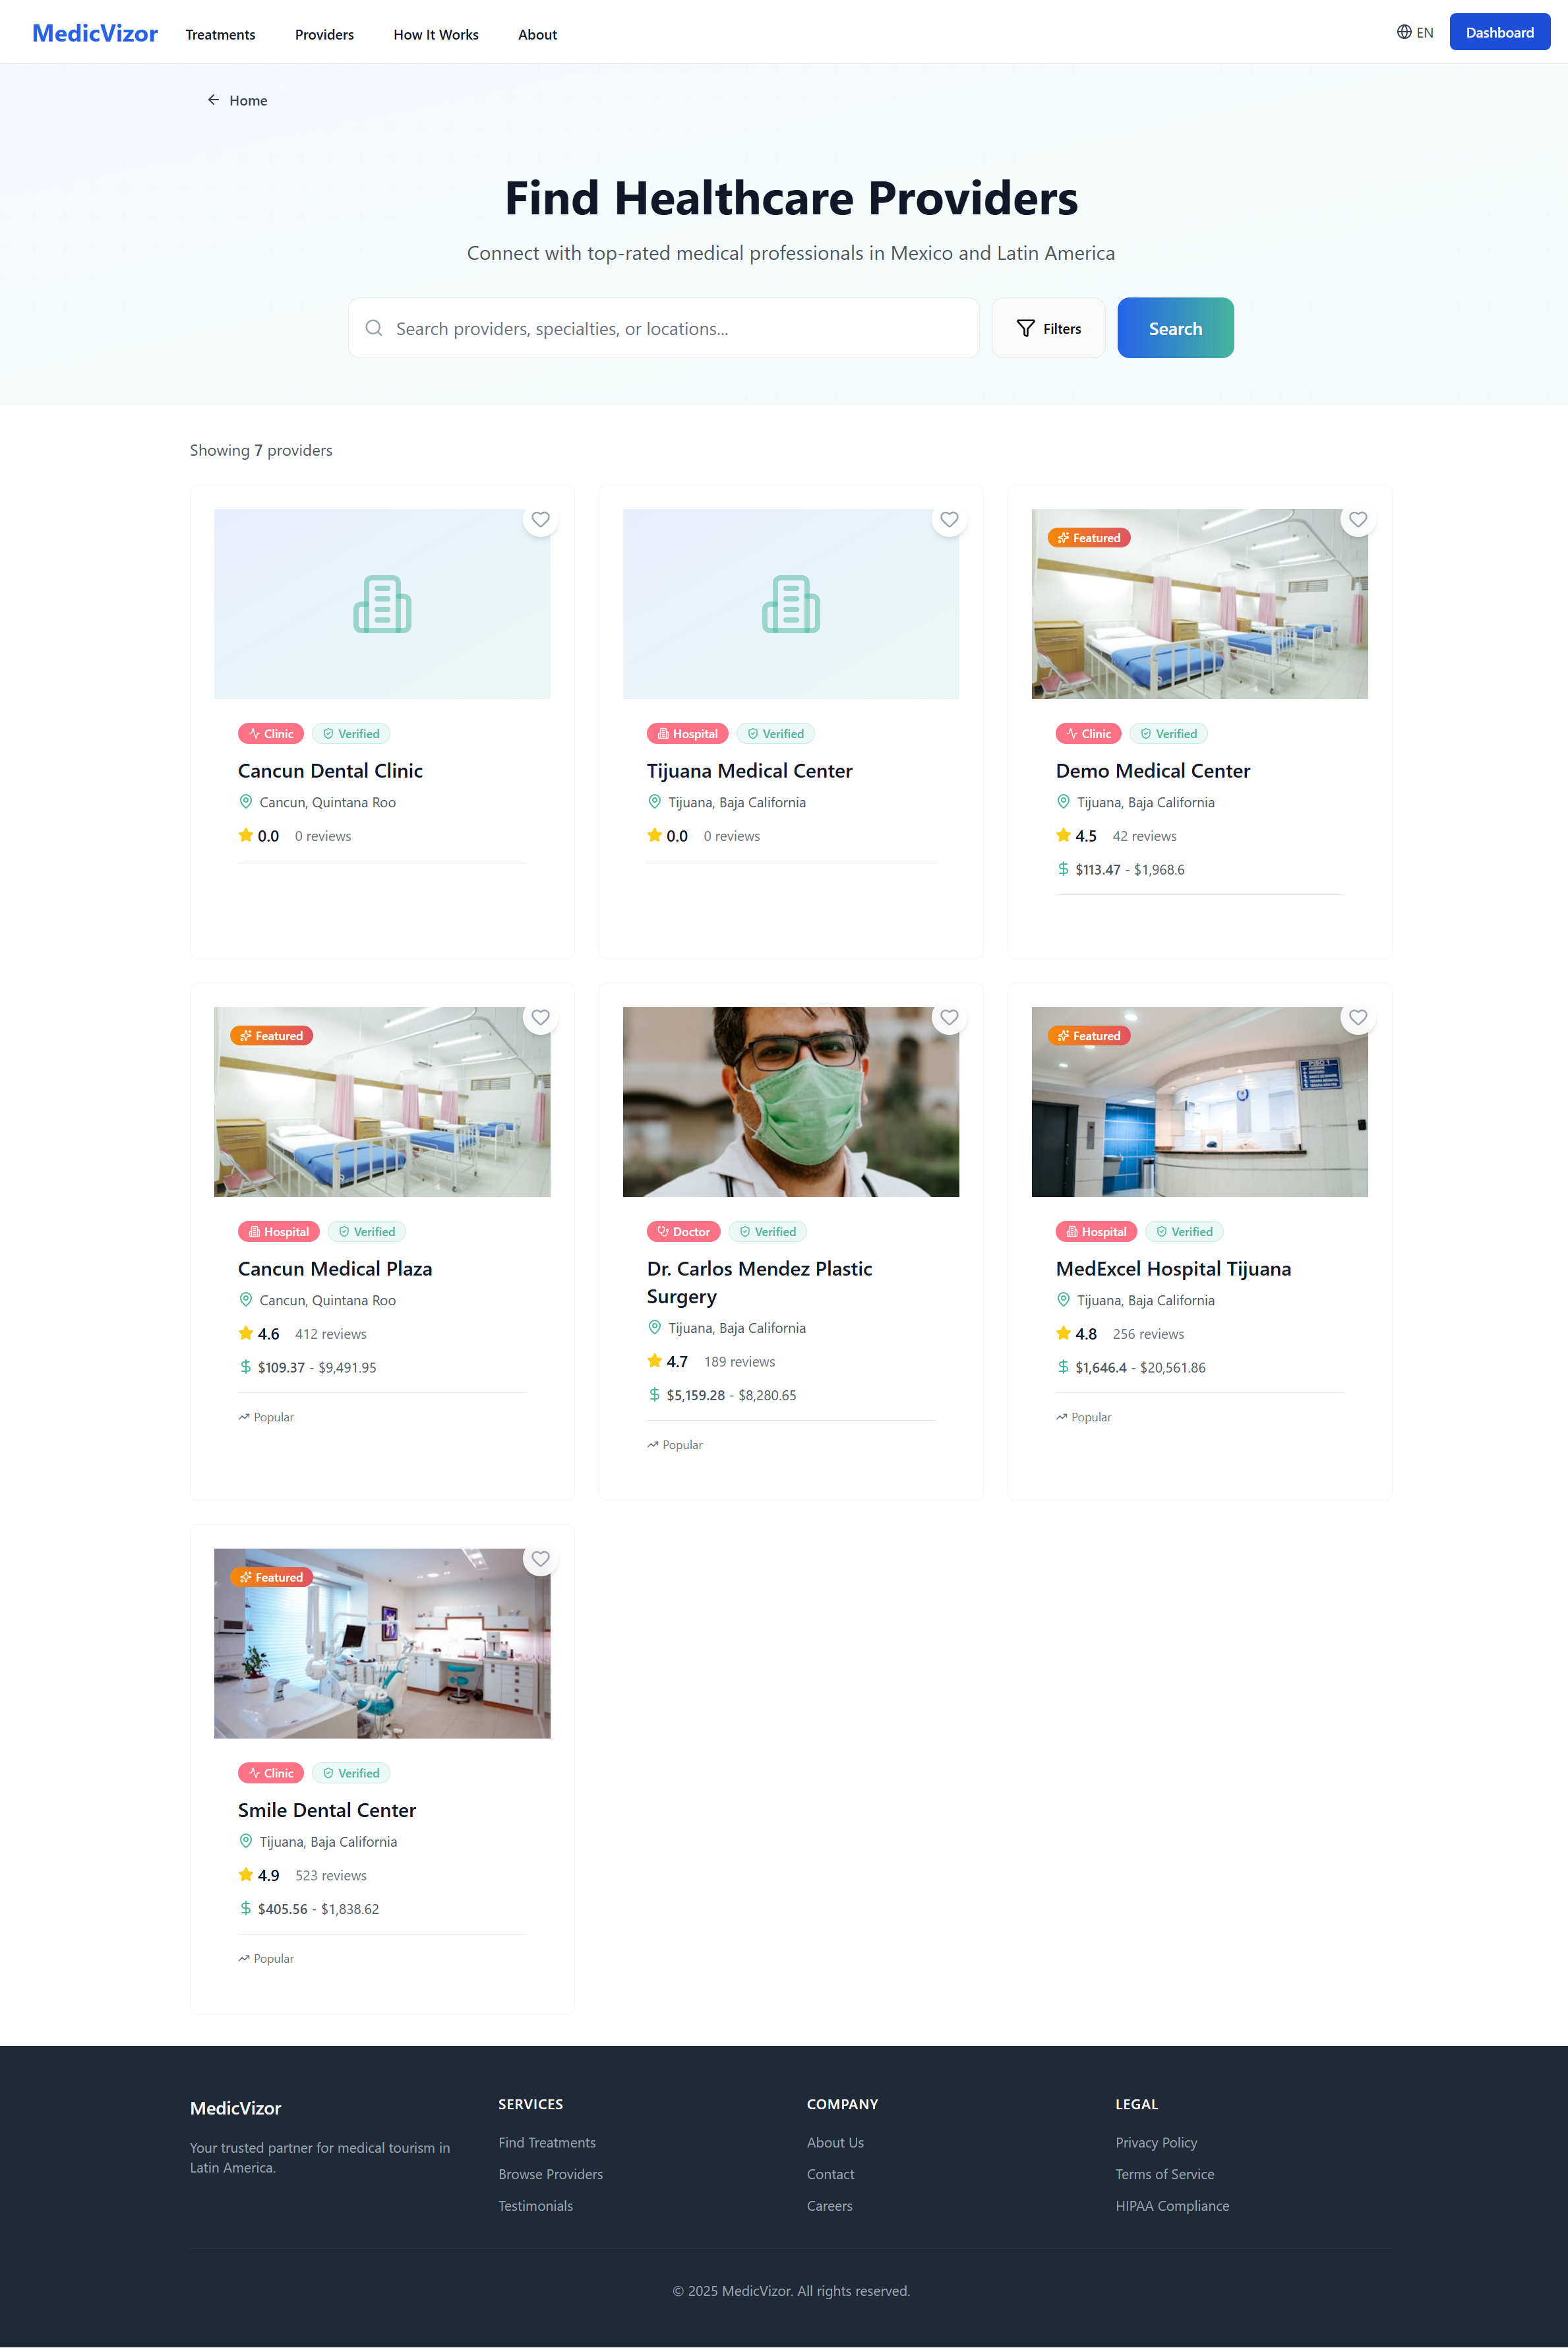 MedicVizor
Treatments
Providers
How It Works
About
EN
Dashboard
Home
Find Healthcare Providers
Connect with top-rated medical professionals in Mexico and Latin America
Search providers, specialties, or locations...
Filters
Search
Showing 7 providers
Clinic
Verified
Cancun Dental Clinic
Cancun, Quintana Roo
0.0
0 reviews
Hospital
Verified
Tijuana Medical Center
Tijuana, Baja California
0.0
0 reviews
Featured
Clinic
Verified
Demo Medical Center
Tijuana, Baja California
4.5
42 reviews
$113.47 - $1,968.6
Featured
Hospital
Verified
Cancun Medical Plaza
Cancun, Quintana Roo
4.6
412 reviews
$109.37 - $9,491.95
Popular
Doctor
Verified
Dr. Carlos Mendez Plastic
Surgery
Tijuana, Baja California
4.7
189 reviews
$5,159.28 - $8,280.65
Popular
Featured
PISO 1
Hospital
Verified
MedExcel Hospital Tijuana
Tijuana, Baja California
4.8
256 reviews
$1,646.4 - $20,561.86
Popular
Featured
Clinic
Verified
Smile Dental Center
Tijuana, Baja California
4.9
523 reviews
$405.56 - $1,838.62
Popular
MedicVizor
Your trusted partner for medical tourism in
Latin America.
SERVICES
Find Treatments
Browse Providers
Testimonials
COMPANY
About Us
Contact
Careers
LEGAL
Privacy Policy
Terms of Service
HIPAA Compliance
© 2025 MedicVizor. All rights reserved.